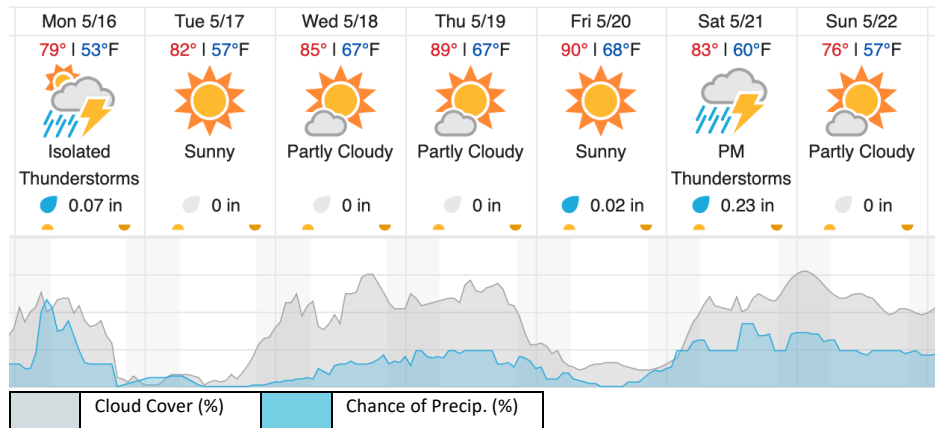 Mon 5/16 Tue 5/17 Wed 5/18 Thu 5/19 Fri 5/20 Sat 5/21 Sun 5/22
79° | 53°F 82° | 57°F 85° | 67°F 89° | 67°F 90° | 68°F 83° | 60°F 76° | 57°F
Isolated Sunny Partly Cloudy Partly Cloudy Sunny PM Partly Cloudy
Thunderstorms Thunderstorms
0.07 in 0 in 0 in 0 in 0.02 in 0.23 in 0 in
Cloud Cover (%) Chance of Precip. (%)